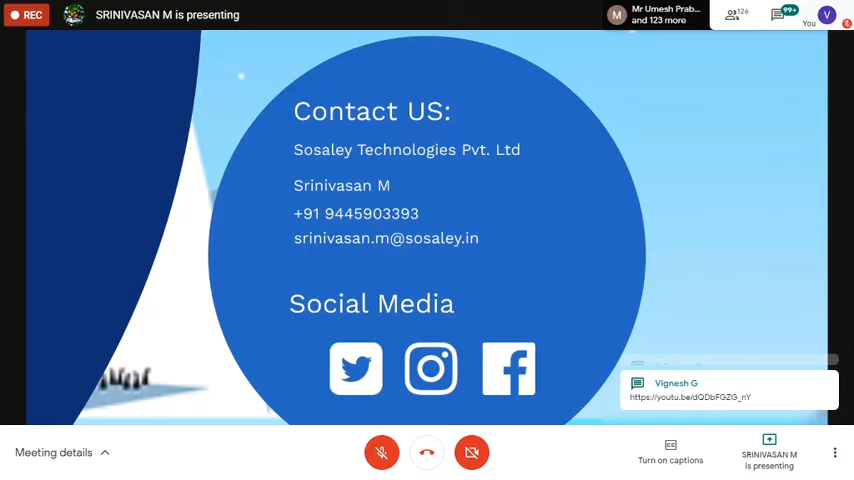 REC
SRINIVASAN M is presenting
M
Mr Umesh Prab...
and 123 more
126
99+
You
V
Contact US:
Sosaley Technologies Pvt. Ltd
Srinivasan M
+91 9445903393
srinivasan.m@sosaley.in
Social Media
Vignesh G
https://youtu.be/dQDbFGZG_nY
Meeting details
CC
Turn on captions
SRINIVASAN M
is presenting